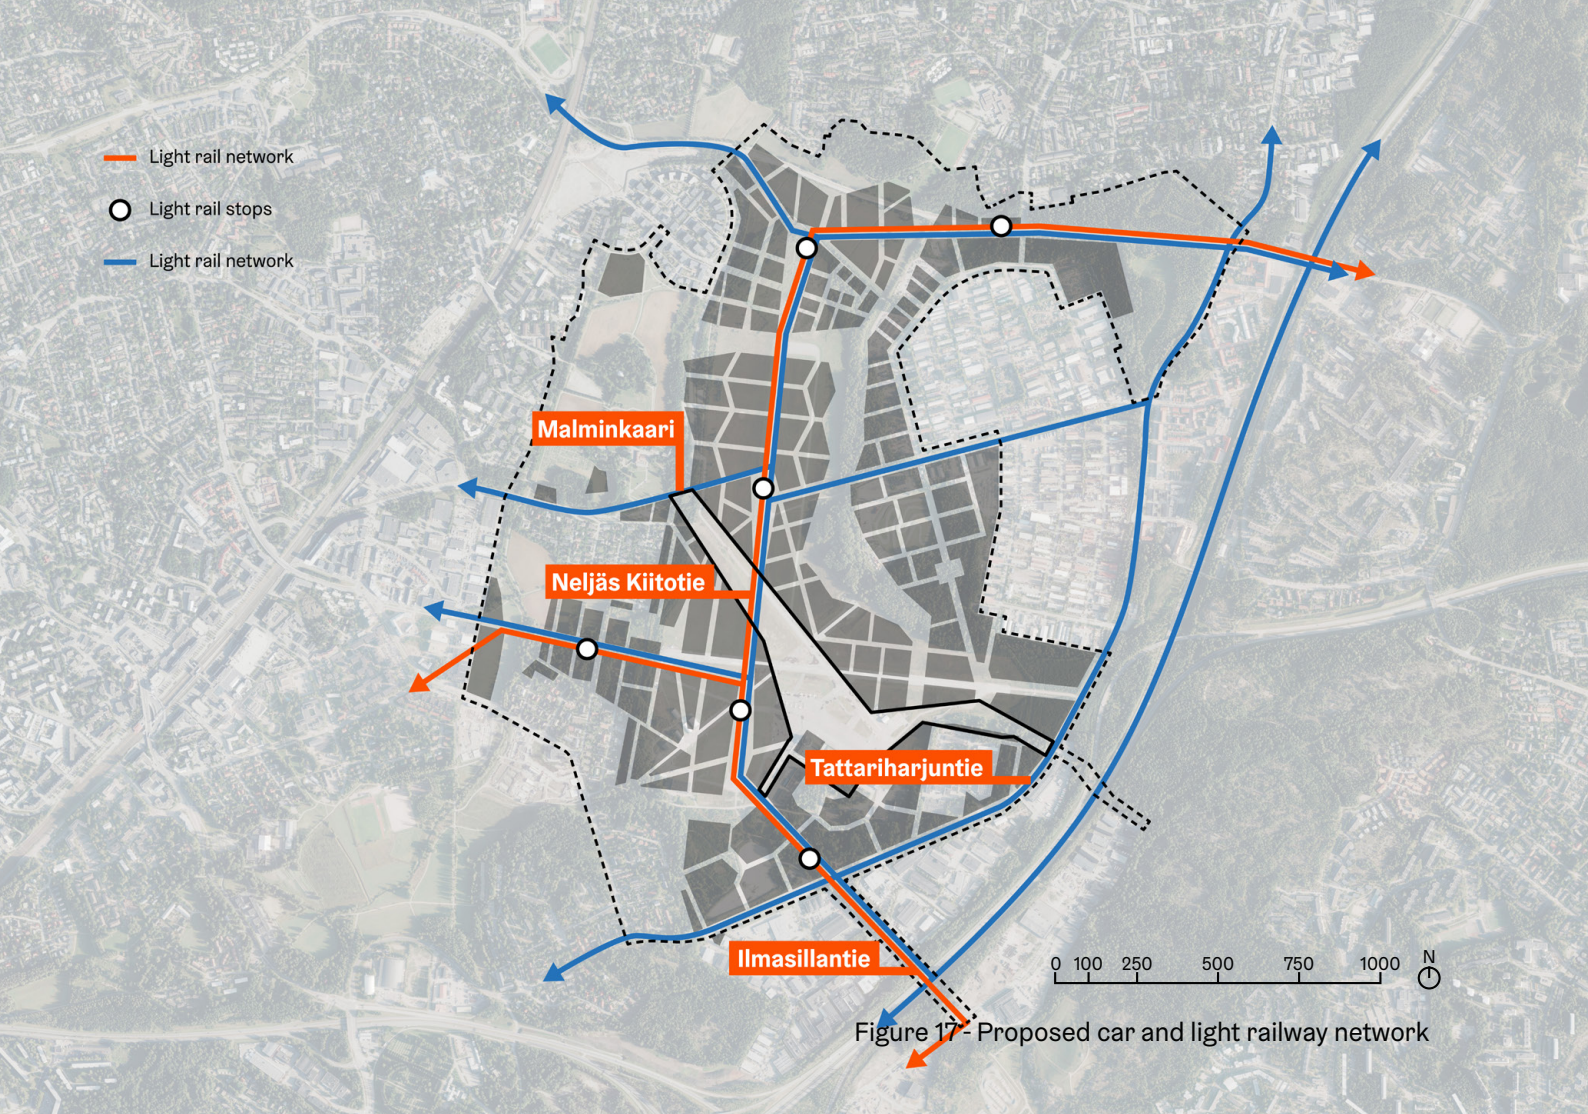 Light rail network
Light rail stops
Light rail network
Malminkaari
Neljäs Kiitotie
Tattariharjuntie
Ilmasillantie
0 100 250 500 750 1000 N
Figure 17 - Proposed car and light railway network